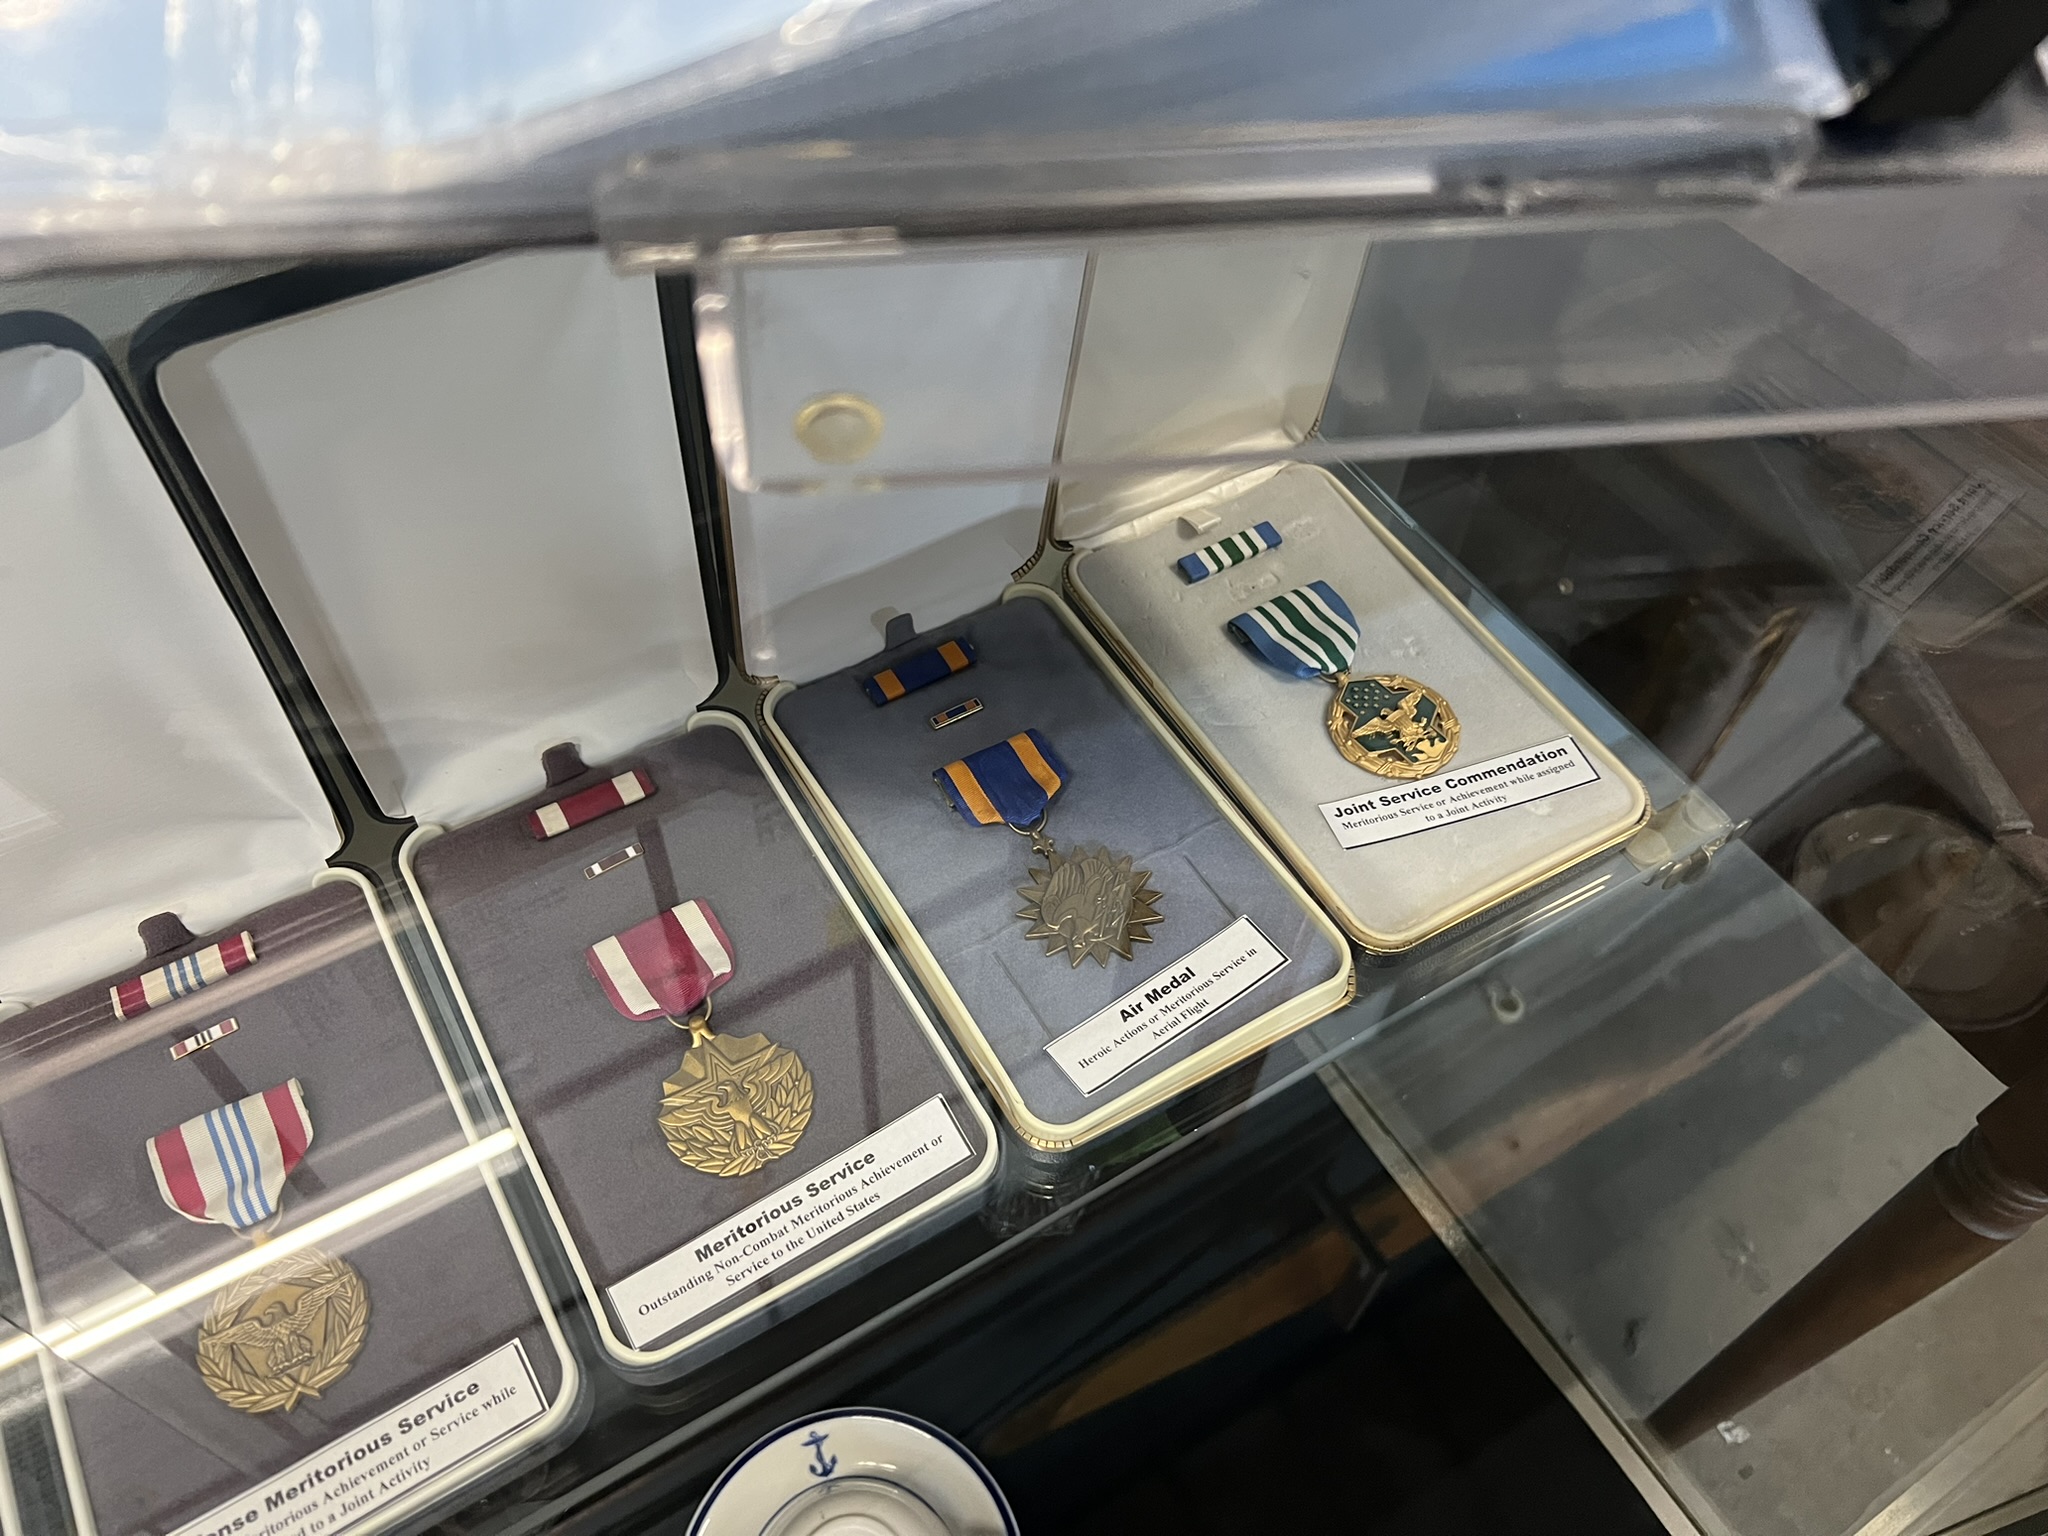 ense Meritorious Service
eritorious Achievement or Service while
d to a Joint Activity
Meritorious Service
Outstanding Non-Combat Meritorious Achievement or
Service to the United States
Air Medal
Heroic Actions or Meritorious Service in
Aerial Flight
Joint Service Commendation
Meritorious Service or Achievement while assigned
to a Joint Activity